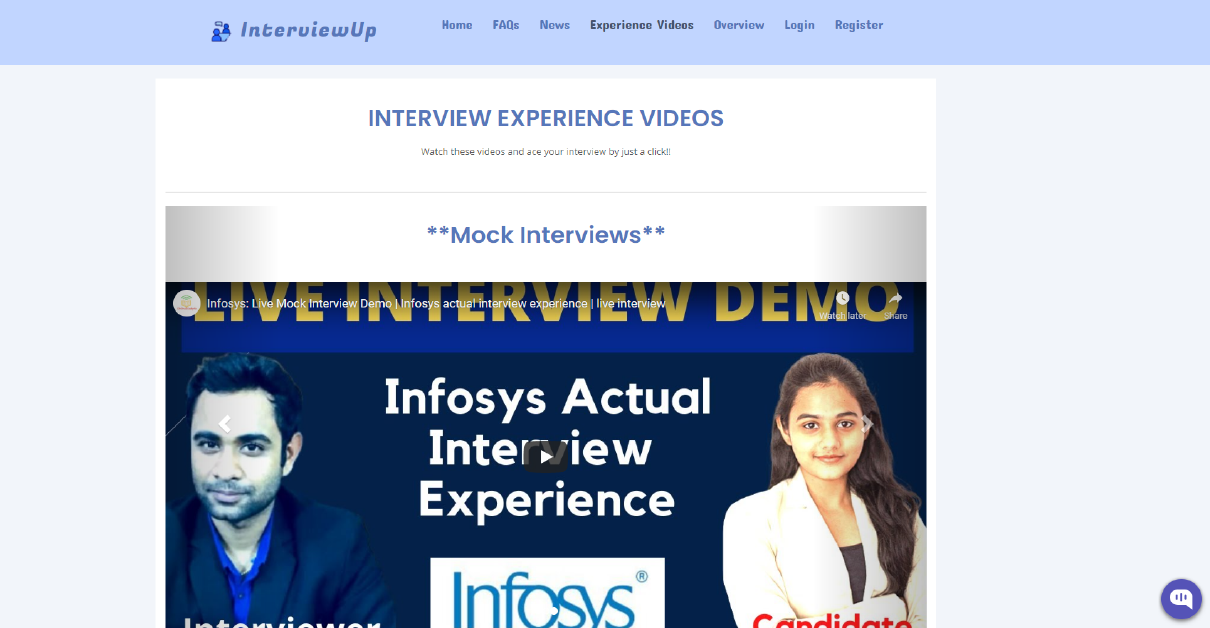 InterviewUp
Home FAQs News Experience Videos Overview Login Register
INTERVIEW EXPERIENCE VIDEOS
Watch these videos and ace your interview by just a click!!
**Mock Interviews**
LIVE INTERVIEW DEMO
Infosys: Live Mock Interview Demo | Infosys actual interview experience | live interview
Watch later Share
Infosys Actual
Interview
Experience
Infosys®
Interviewer Candidate